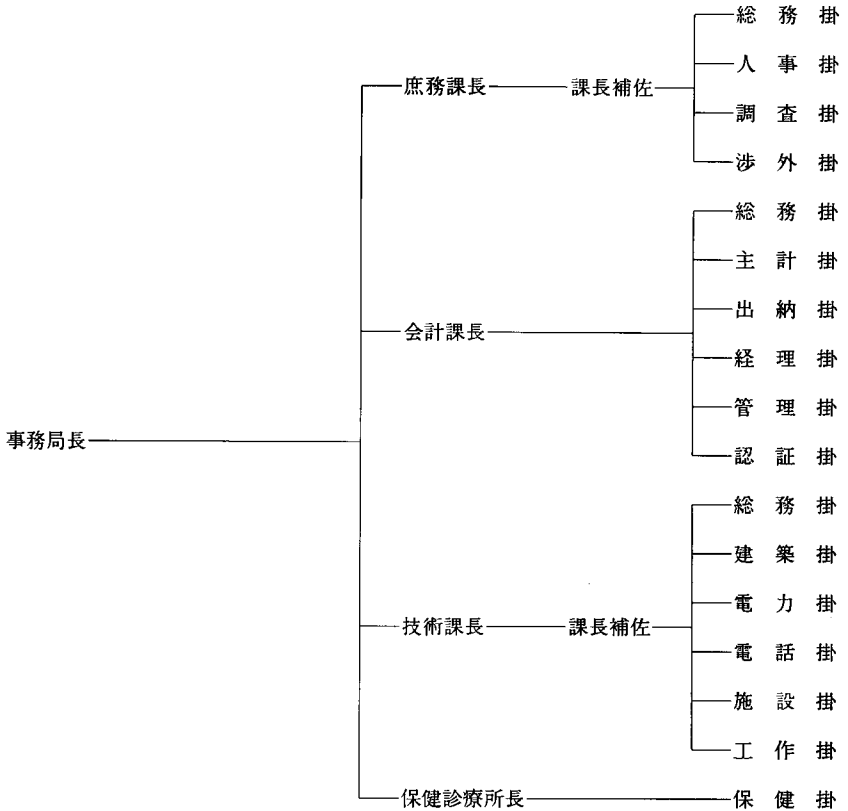 総務掛
人事掛
庶務課長 課長補佐
調査掛
渉外掛
総務掛
主計掛
出納掛
会計課長
経理掛
管理掛
事務局長
認証掛
総務掛
建築掛
電力掛
技術課長 課長補佐
電話掛
施設掛
工作掛
保健診療所長 保健掛